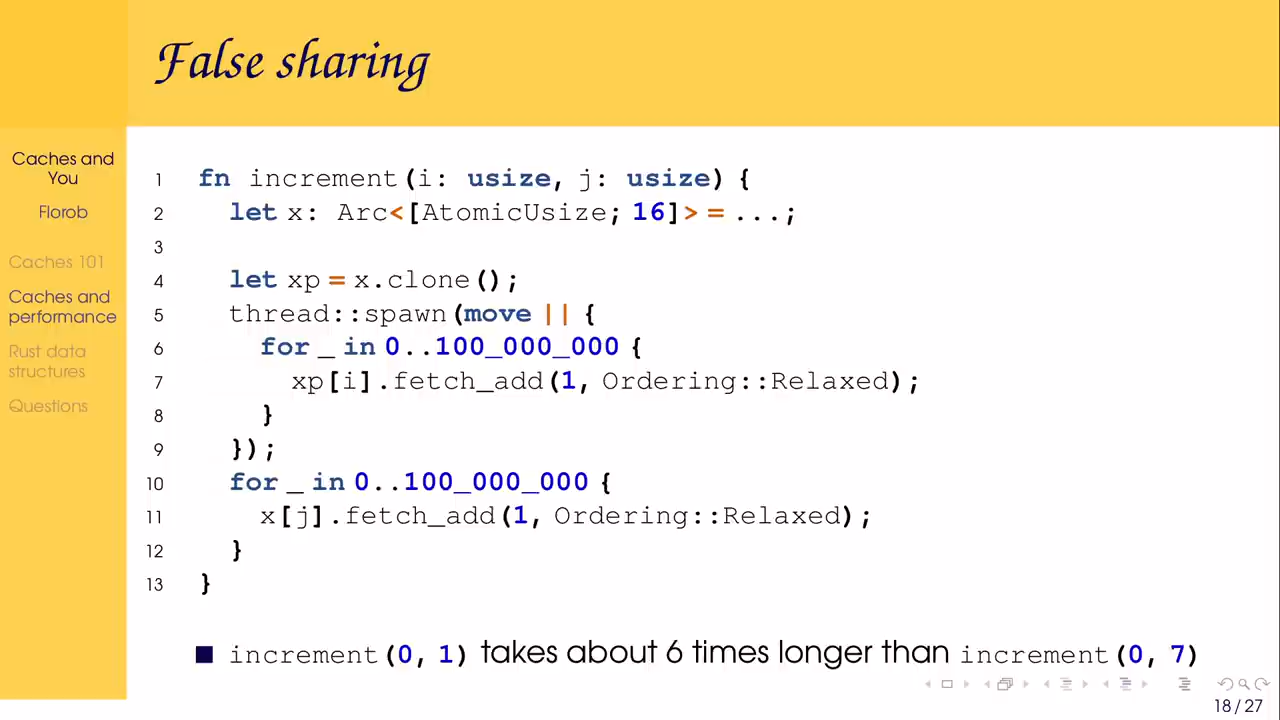 False sharing
Caches and
You
Florob
Caches 101
Caches and
performance
Rust data
structures
Questions
1 fn increment(i: usize, j: usize) {
2 let x: Arc<[AtomicUsize; 16]> = ...;
3
4 let xp = x.clone();
5 thread::spawn(move || {
6 for _ in 0..100_000_000 {
7 xp[i].fetch_add(1, Ordering::Relaxed);
8 }
9 });
10 for _ in 0..100_000_000 {
11 x[j].fetch_add(1, Ordering::Relaxed);
12 }
13 }
increment(0, 1) takes about 6 times longer than increment(0, 7)
18 / 27